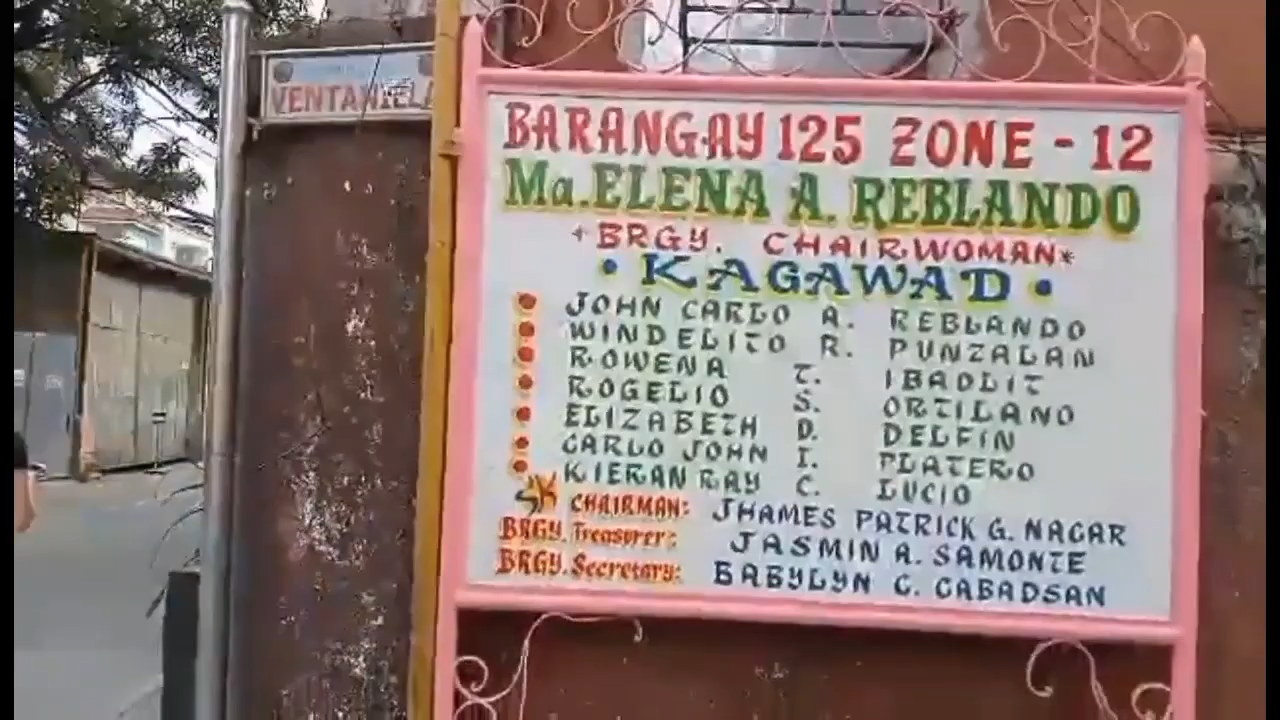 VENTANILLA
BARANGAY 125 ZONE - 12
Ma. ELENA A. REBLANDO
*BRGY. CHAIRWOMAN*
• KAGAWAD •
• JOHN CARLO A. REBLANDO
• WINDELITO R. PUNZALAN
• ROWENA T. IBADLIT
• ROGELIO S. ORTILANO
• ELIZABETH D. DELFIN
• CARLO JOHN I. PLATERO
• KIERAN RAY C. LUCIO
SK CHAIRMAN: JHAMES PATRICK G. NAGAR
BRGY. Treasurer: JASMIN A. SAMONTE
BRGY. Secretary: BABYLYN C. CABADSAN